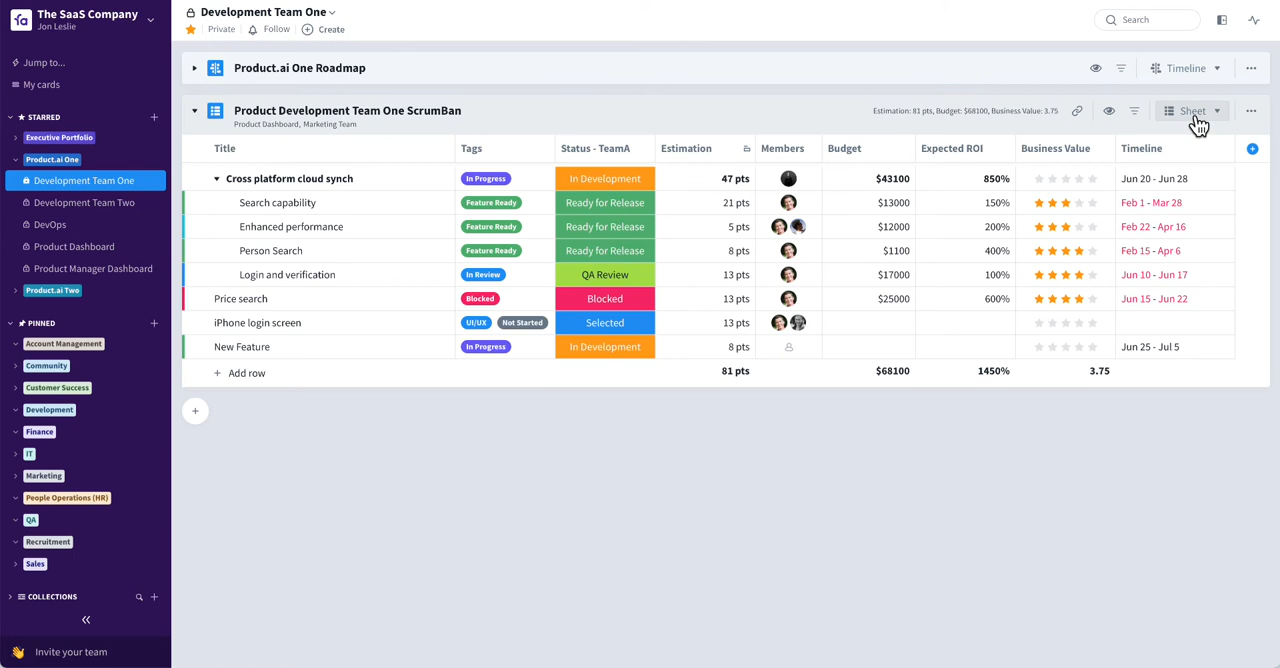 The SaaS Company
Jon Leslie
Jump to...
My cards
STARRED
Executive Portfolio
Product.ai One
Development Team One
Development Team Two
DevOps
Product Dashboard
Product Manager Dashboard
Product.ai Two
PINNED
Account Management
Community
Customer Success
Development
Finance
IT
Marketing
People Operations (HR)
QA
Recruitment
Sales
COLLECTIONS
Invite your team
Development Team One
Private Follow Create
Search
Product.ai One Roadmap
Timeline
Product Development Team One ScrumBan
Product Dashboard, Marketing Team
Estimation: 81 pts, Budget: $68100, Business Value: 3.75
Sheet
Title Tags Status - TeamA Estimation Members Budget Expected ROI Business Value Timeline
Cross platform cloud synch In Progress In Development 47 pts $43100 850% Jun 20 - Jun 28
Search capability Feature Ready Ready for Release 21 pts $13000 150% Feb 1 - Mar 28
Enhanced performance Feature Ready Ready for Release 5 pts $12000 200% Feb 22 - Apr 16
Person Search Feature Ready Ready for Release 8 pts $1100 400% Feb 15 - Apr 6
Login and verification In Review QA Review 13 pts $17000 100% Jun 10 - Jun 17
Price search Blocked Blocked 13 pts $25000 600% Jun 15 - Jun 22
iPhone login screen UI/UX Not Started Selected 13 pts
New Feature In Progress In Development 8 pts Jun 25 - Jul 5
Add row 81 pts $68100 1450% 3.75